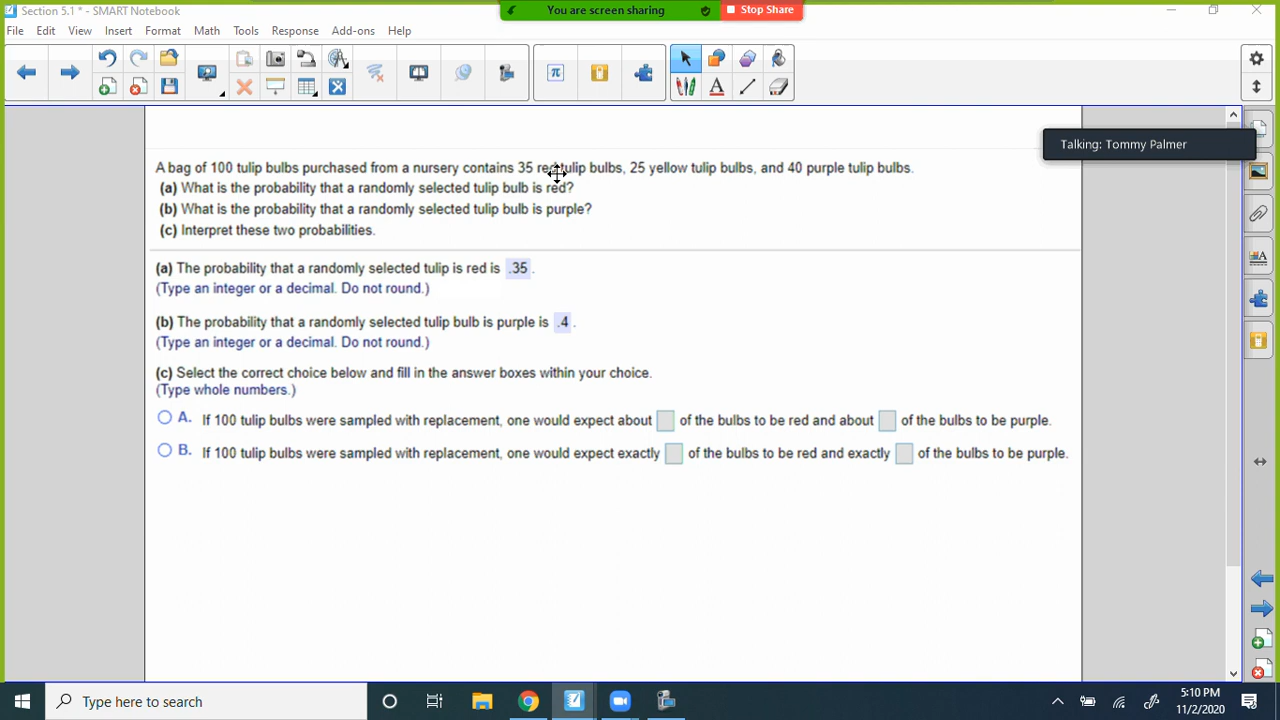 Section 5.1 * - SMART Notebook
You are screen sharing
Stop Share
File Edit View Insert Format Math Tools Response Add-ons Help
π
A
Talking: Tommy Palmer
A bag of 100 tulip bulbs purchased from a nursery contains 35 red tulip bulbs, 25 yellow tulip bulbs, and 40 purple tulip bulbs.
(a) What is the probability that a randomly selected tulip bulb is red?
(b) What is the probability that a randomly selected tulip bulb is purple?
(c) Interpret these two probabilities.
(a) The probability that a randomly selected tulip is red is .35 .
(Type an integer or a decimal. Do not round.)
(b) The probability that a randomly selected tulip bulb is purple is .4 .
(Type an integer or a decimal. Do not round.)
(c) Select the correct choice below and fill in the answer boxes within your choice.
(Type whole numbers.)
A. If 100 tulip bulbs were sampled with replacement, one would expect about of the bulbs to be red and about of the bulbs to be purple.
B. If 100 tulip bulbs were sampled with replacement, one would expect exactly of the bulbs to be red and exactly of the bulbs to be purple.
Type here to search
5:10 PM
11/2/2020